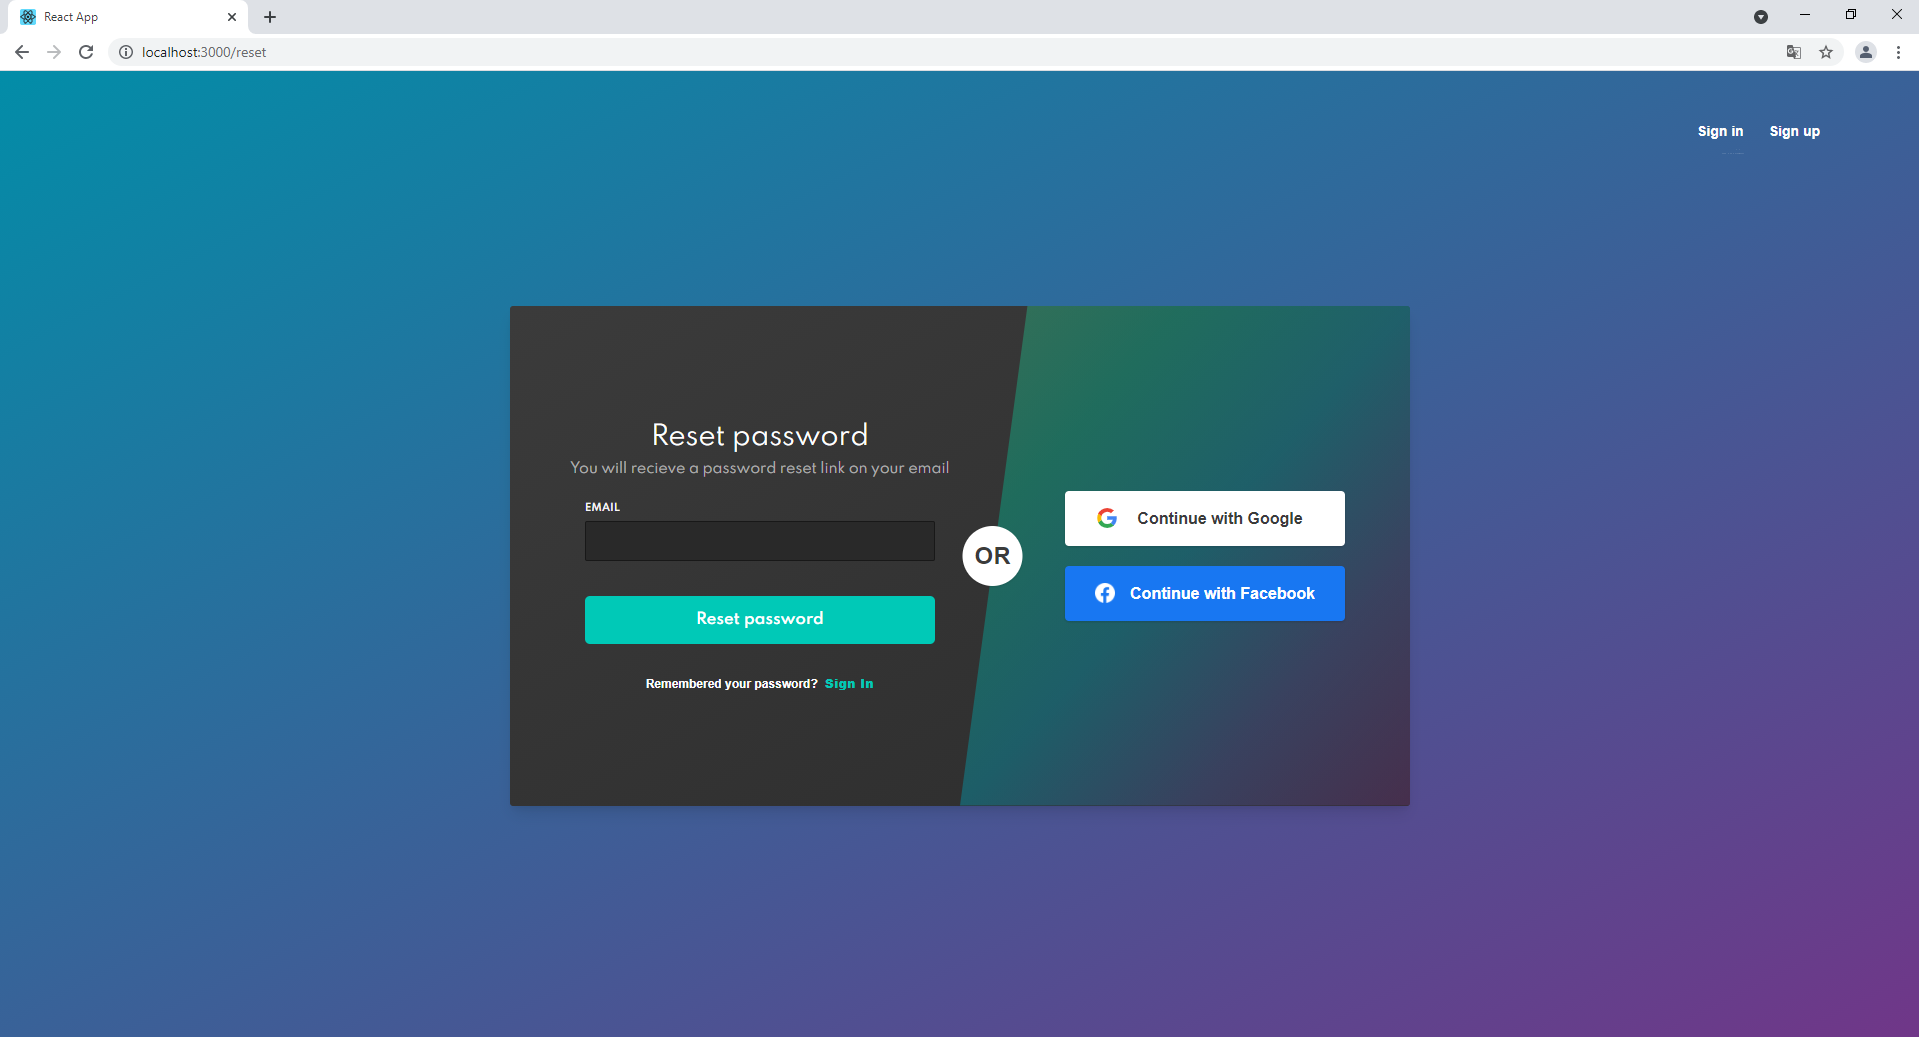 React App
localhost:3000/reset
Sign in Sign up
Reset password
You will recieve a password reset link on your email
EMAIL
Reset password
Remembered your password? Sign In
OR
Continue with Google
Continue with Facebook